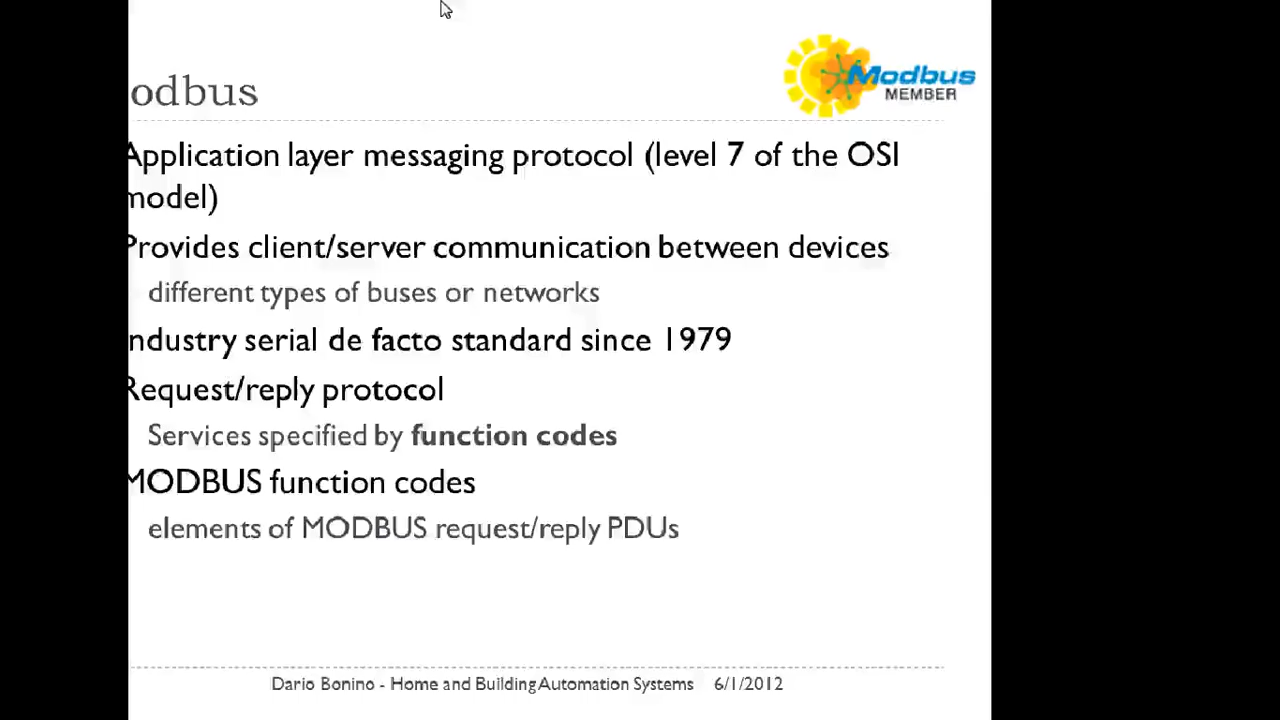 odbus
Modbus
MEMBER
Application layer messaging protocol (level 7 of the OSI
model)
Provides client/server communication between devices
different types of buses or networks
ndustry serial de facto standard since 1979
Request/reply protocol
Services specified by function codes
MODBUS function codes
elements of MODBUS request/reply PDUs
Dario Bonino - Home and Building Automation Systems 6/1/2012